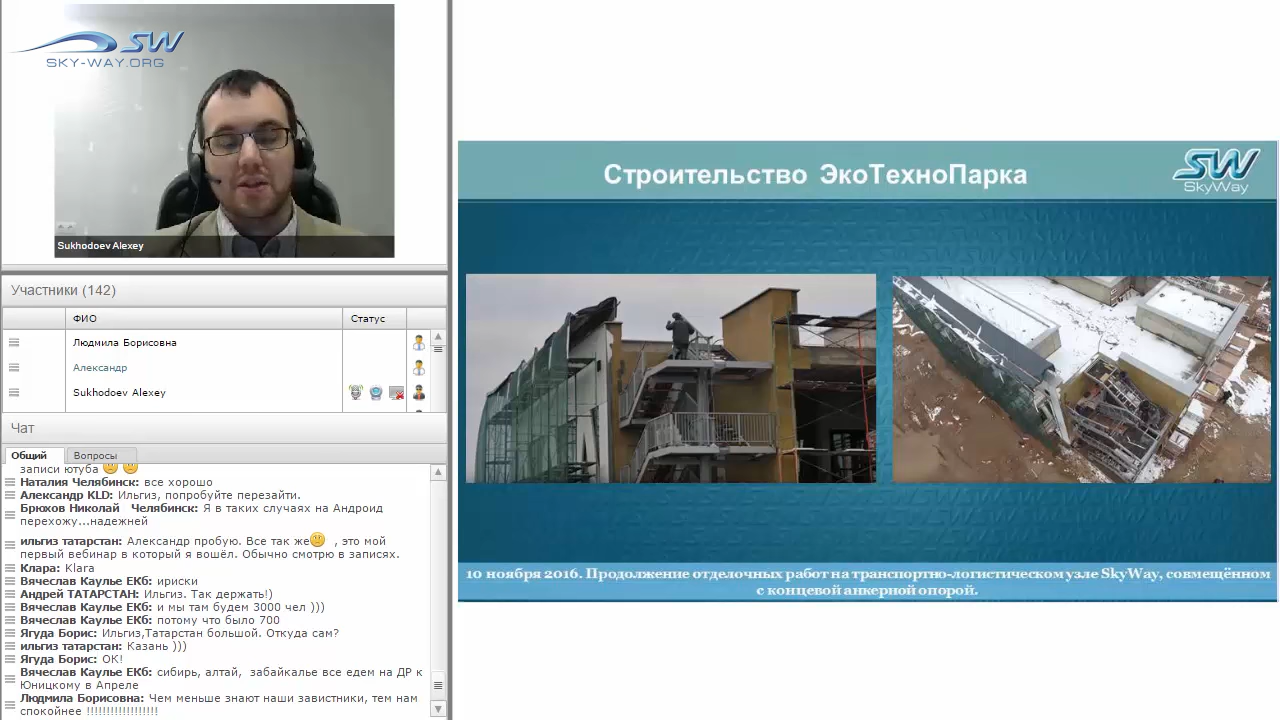 SW
SKY-WAY.ORG
Sukhodoev Alexey
Участники (142)
ФИО Статус
Людмила Борисовна
Александр
Sukhodoev Alexey
Чат
Общий Вопросы
записи ютуба
Наталия Челябинск: все хорошо
Александр KLD: Ильгиз, попробуйте перезайти.
Брюхов Николай Челябинск: Я в таких случаях на Андроид
перехожу...надежней
ильгиз татарстан: Александр пробую. Все так же , это мой
первый вебинар в который я вошёл. Обычно смотрю в записях.
Клара: Klara
Вячеслав Каулье ЕКб: ириски
Андрей ТАТАРСТАН: Ильгиз. Так держать!)
Вячеслав Каулье ЕКб: и мы там будем 3000 чел )))
Вячеслав Каулье ЕКб: потому что было 700
Ягуда Борис: Ильгиз,Татарстан большой. Откуда сам?
ильгиз татарстан: Казань )))
Ягуда Борис: ОК!
Вячеслав Каулье ЕКб: сибирь, алтай, забайкалье все едем на ДР к
Юницкому в Апреле
Людмила Борисовна: Чем меньше знают наши завистники, тем нам
спокойнее !!!!!!!!!!!!!!!!!!
Строительство ЭкоТехноПарка
SW
SkyWay
10 ноября 2016. Продолжение отделочных работ на транспортно-логистическом узле SkyWay, совмещённом
с концевой анкерной опорой.